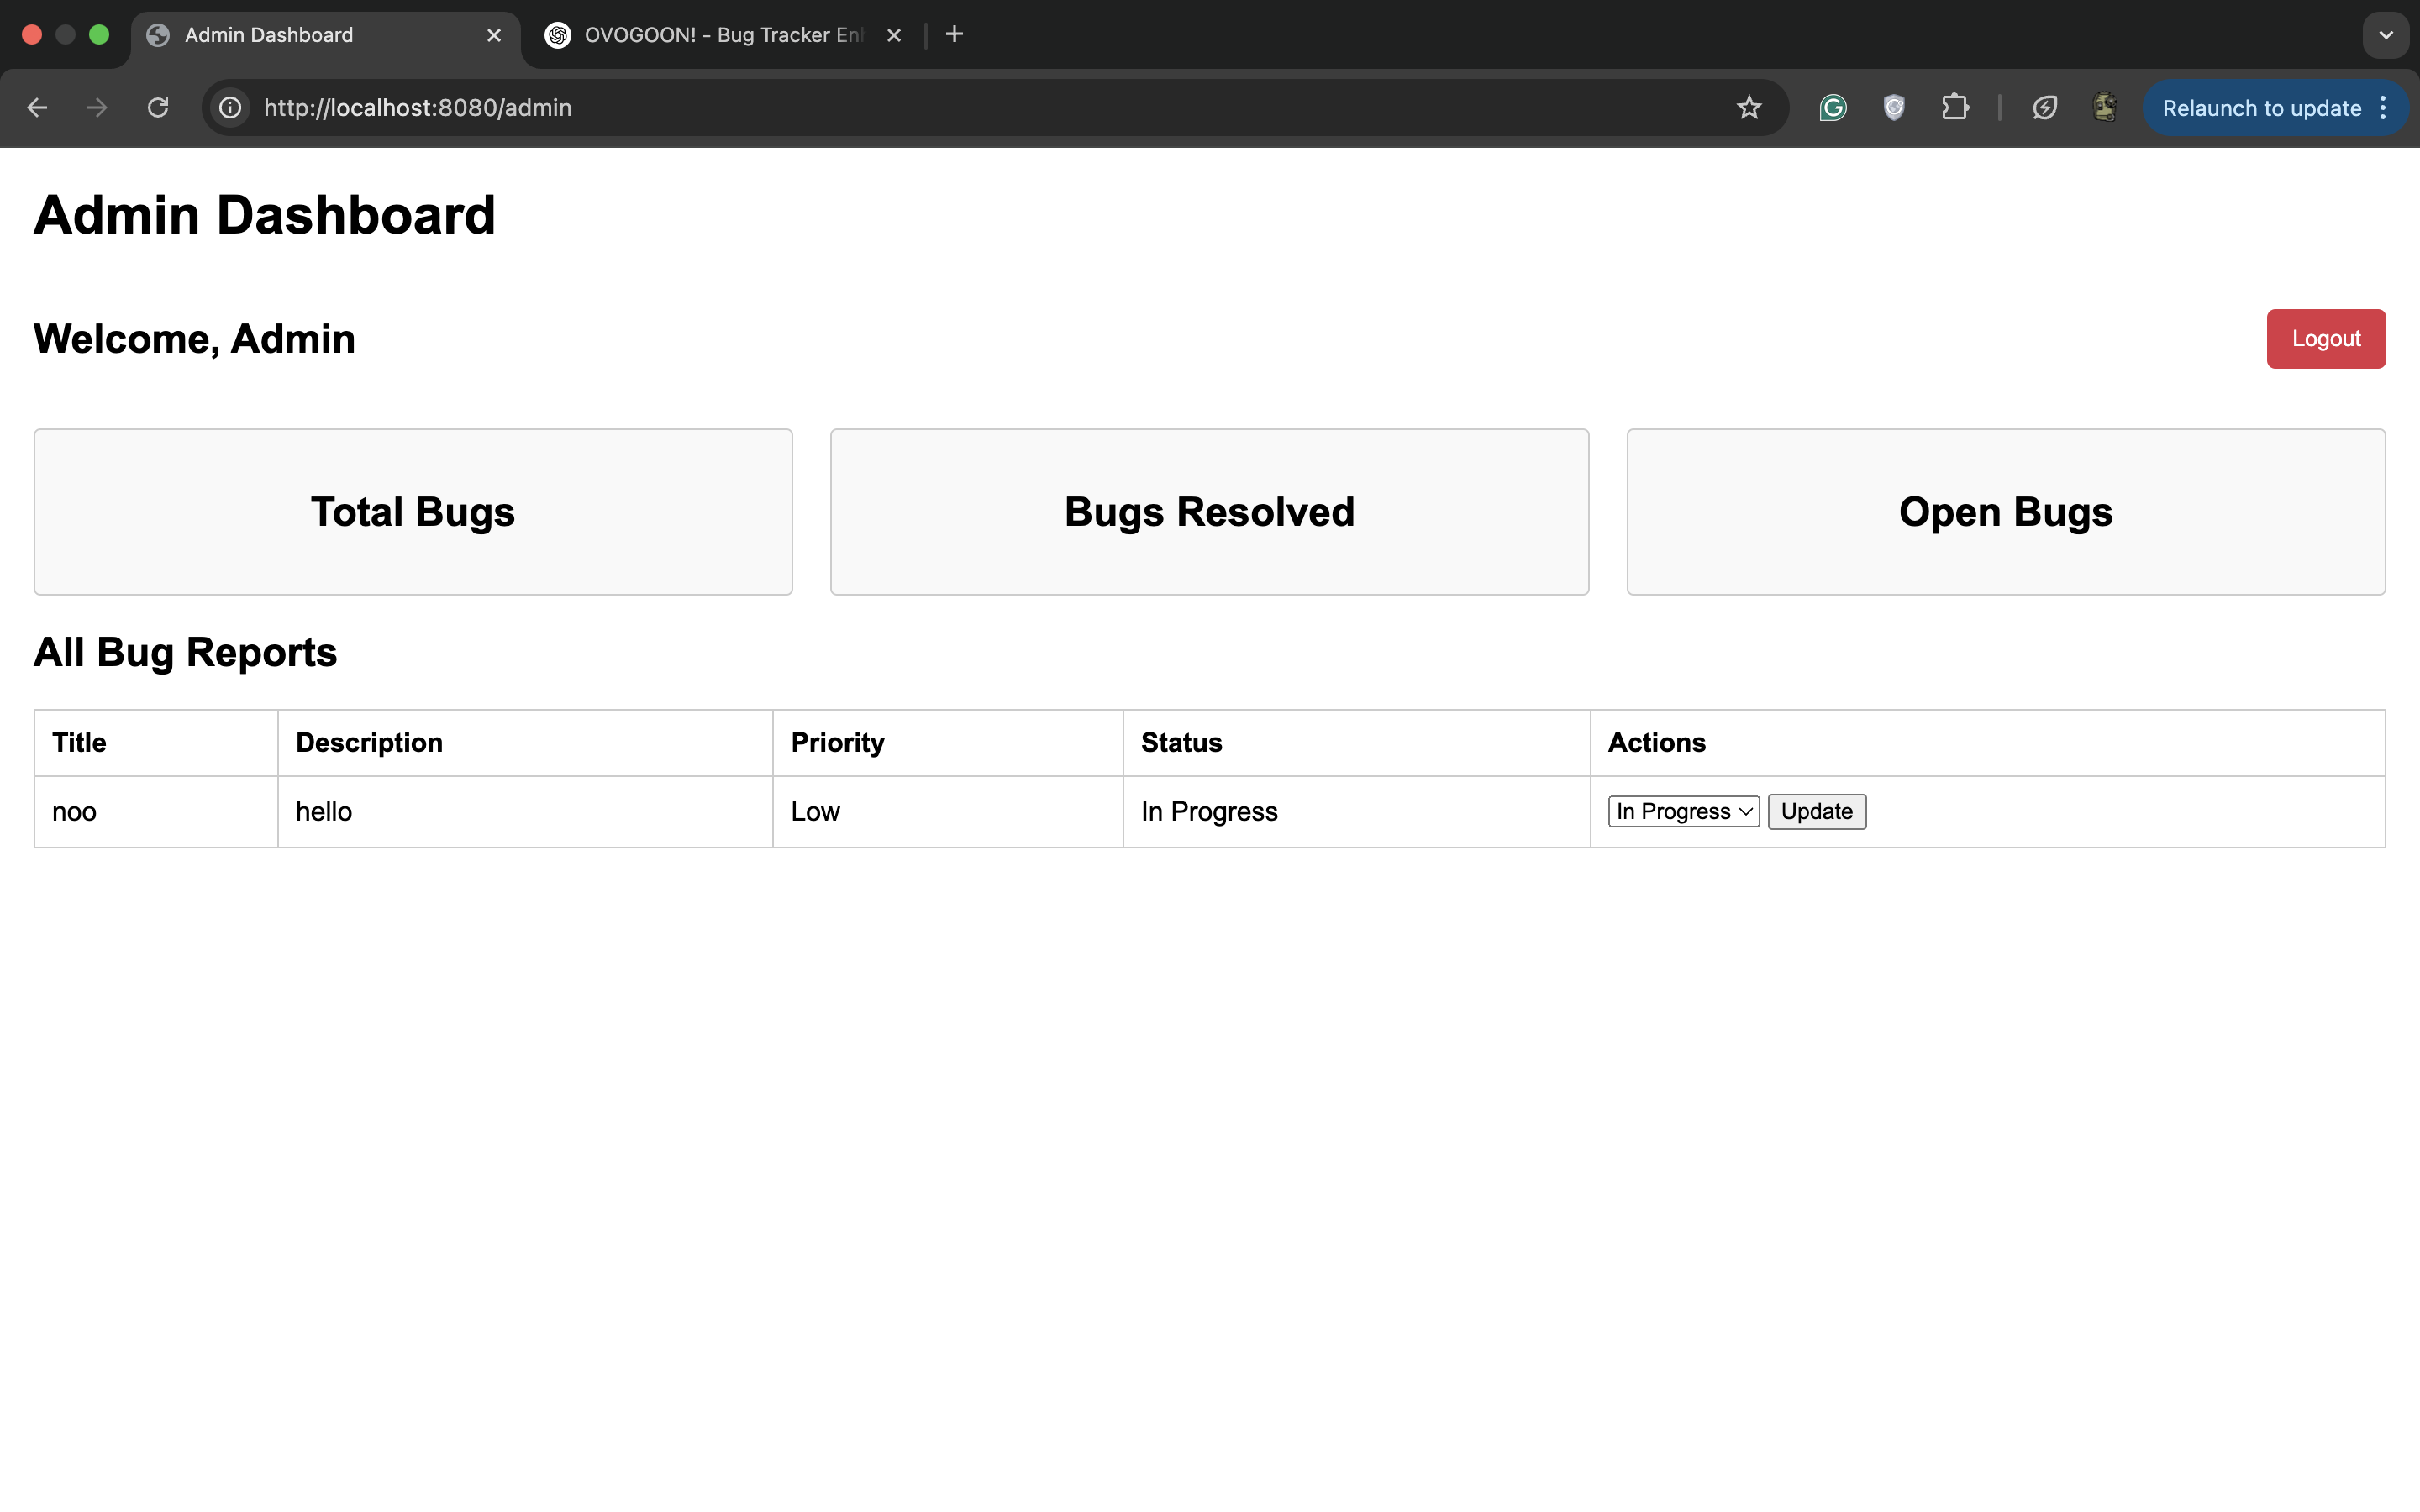 Admin Dashboard
OVOGOON! - Bug Tracker En
http://localhost:8080/admin
Relaunch to update
Admin Dashboard
Welcome, Admin
Logout
Total Bugs
Bugs Resolved
Open Bugs
All Bug Reports
Title Description Priority Status Actions
noo hello Low In Progress In Progress Update